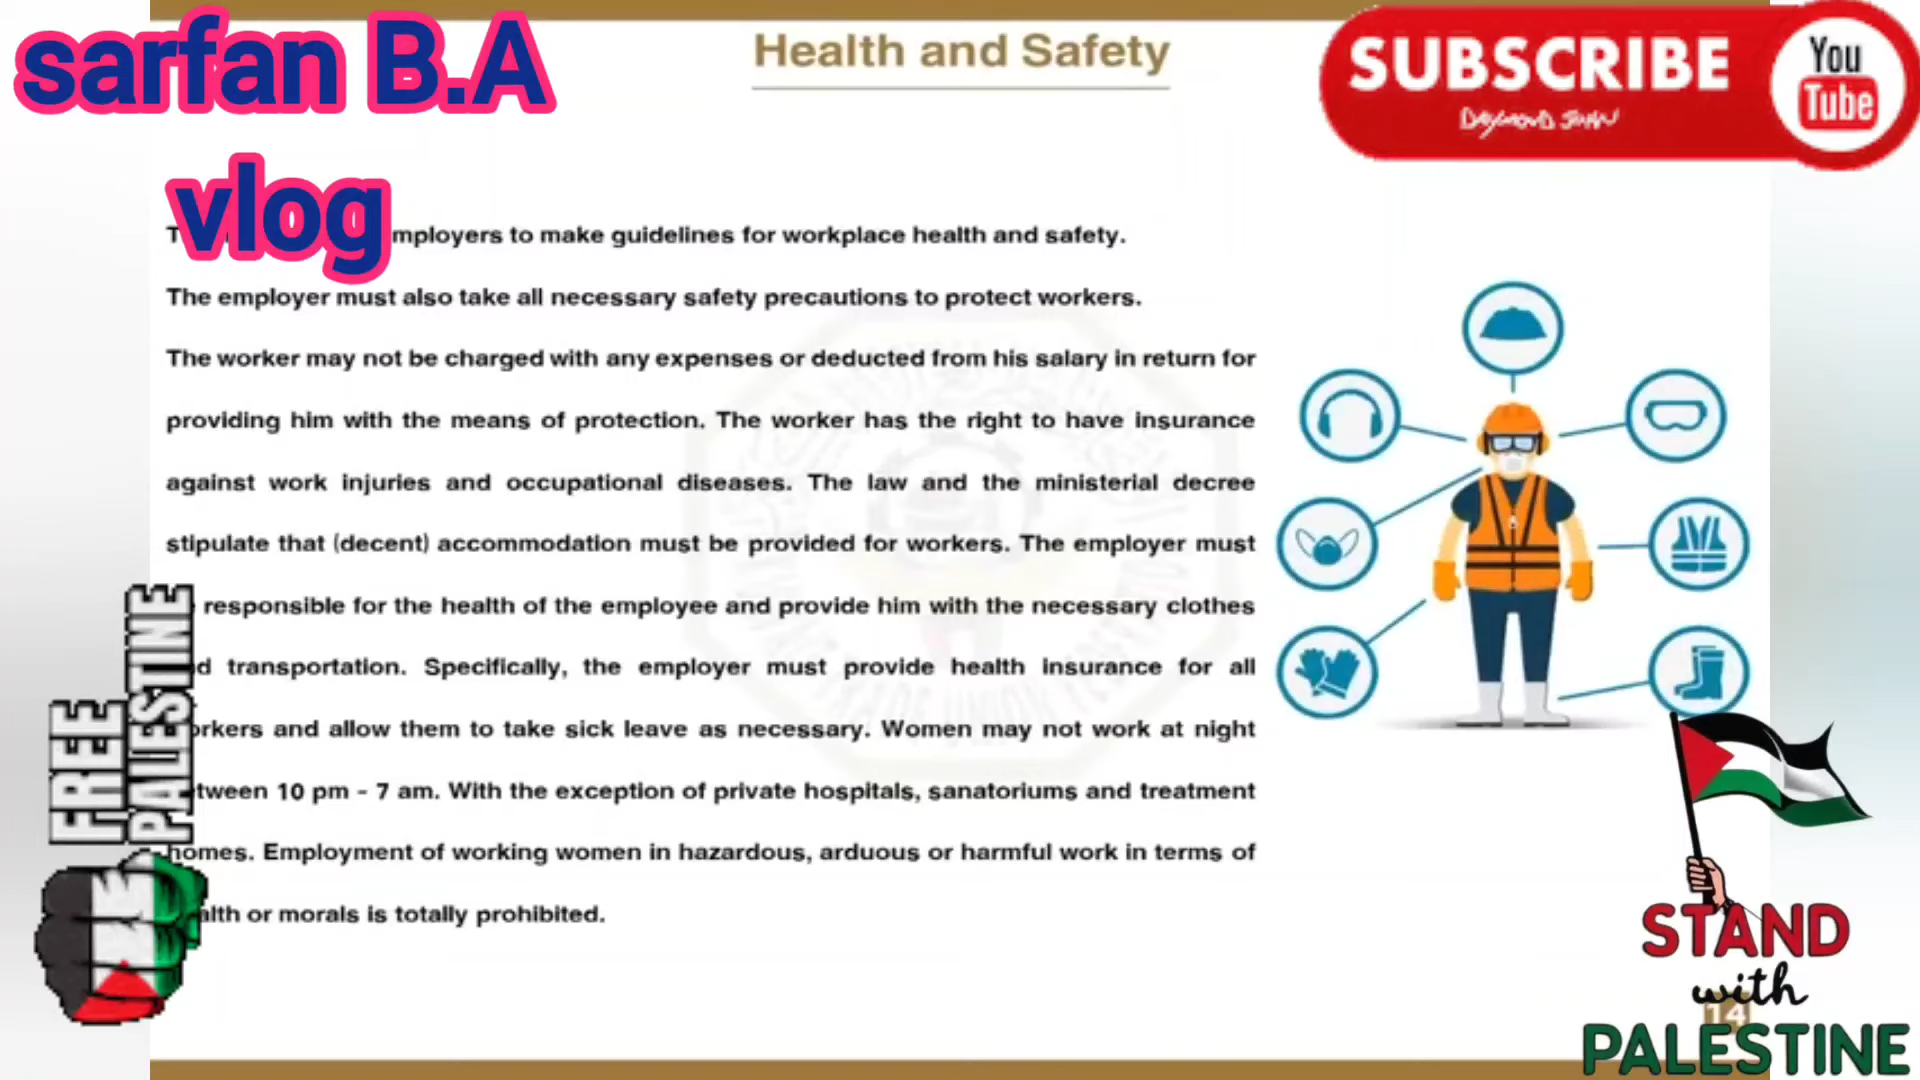 sarfan B.A
vlog
Health and Safety
SUBSCRIBE
You
Tube
mployers to make guidelines for workplace health and safety.
The employer must also take all necessary safety precautions to protect workers.
The worker may not be charged with any expenses or deducted from his salary in return for
providing him with the means of protection. The worker has the right to have insurance
against work injuries and occupational diseases. The law and the ministerial decree
stipulate that (decent) accommodation must be provided for workers. The employer must
responsible for the health of the employee and provide him with the necessary clothes
d transportation. Specifically, the employer must provide health insurance for all
rkers and allow them to take sick leave as necessary. Women may not work at night
tween 10 pm - 7 am. With the exception of private hospitals, sanatoriums and treatment
homes. Employment of working women in hazardous, arduous or harmful work in terms of
alth or morals is totally prohibited.
FREE
PALESTINE
STAND
with
14
PALESTINE